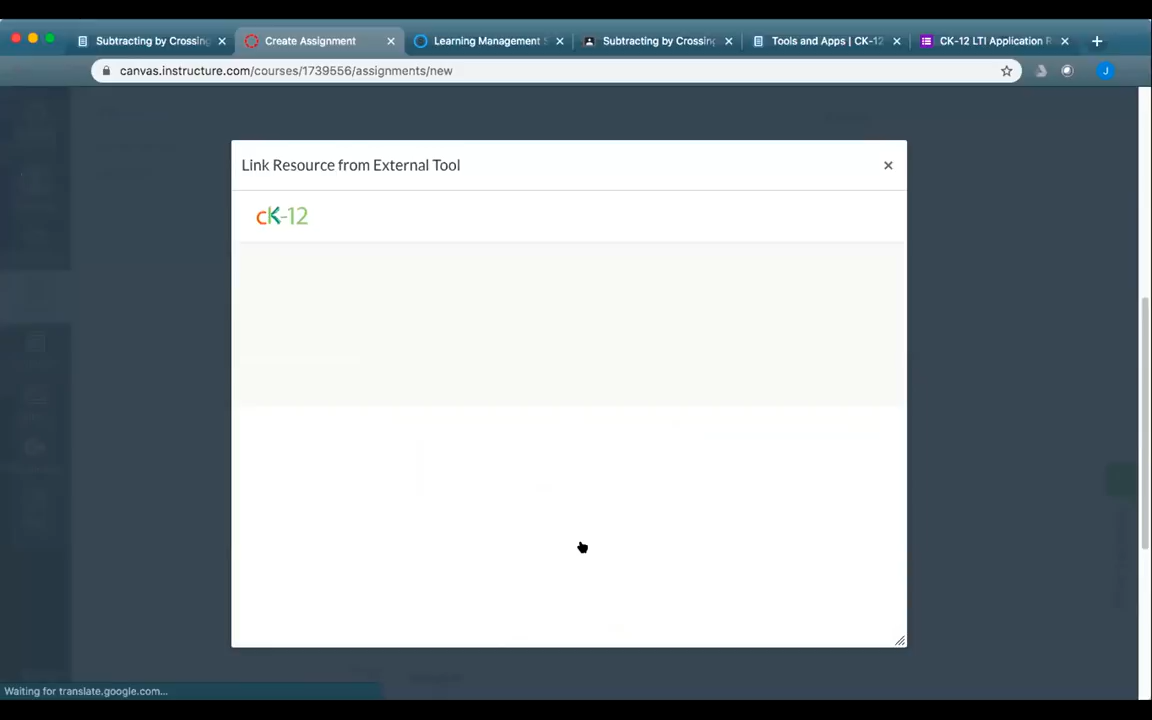 Subtracting by Crossing
Create Assignment
Learning Management S
Subtracting by Crossing
Tools and Apps | CK-12
CK-12 LTI Application R
canvas.instructure.com/courses/1739556/assignments/new
J
Link Resource from External Tool
cK-12
Waiting for translate.google.com...